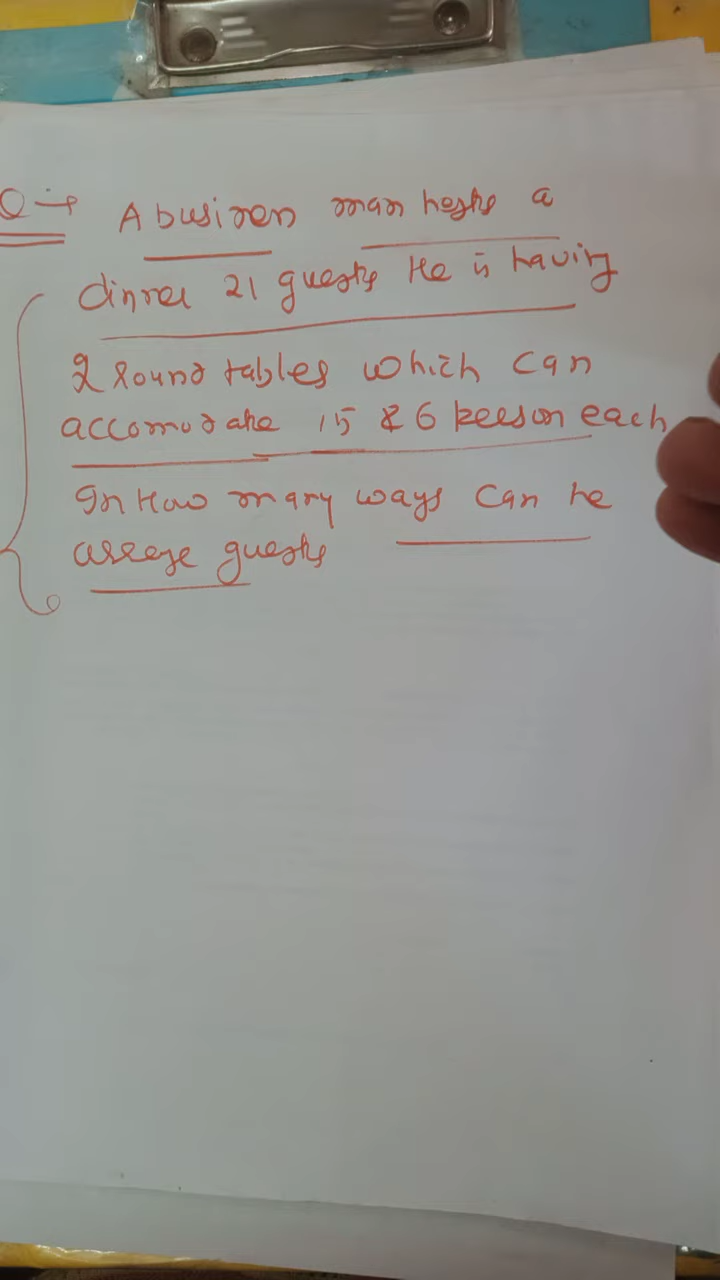 Q → A busines man hosts a
dinner 21 guests He is having
2 round tables which can
accomodate 15 & 6 person each
In How many ways can he
arrange guests